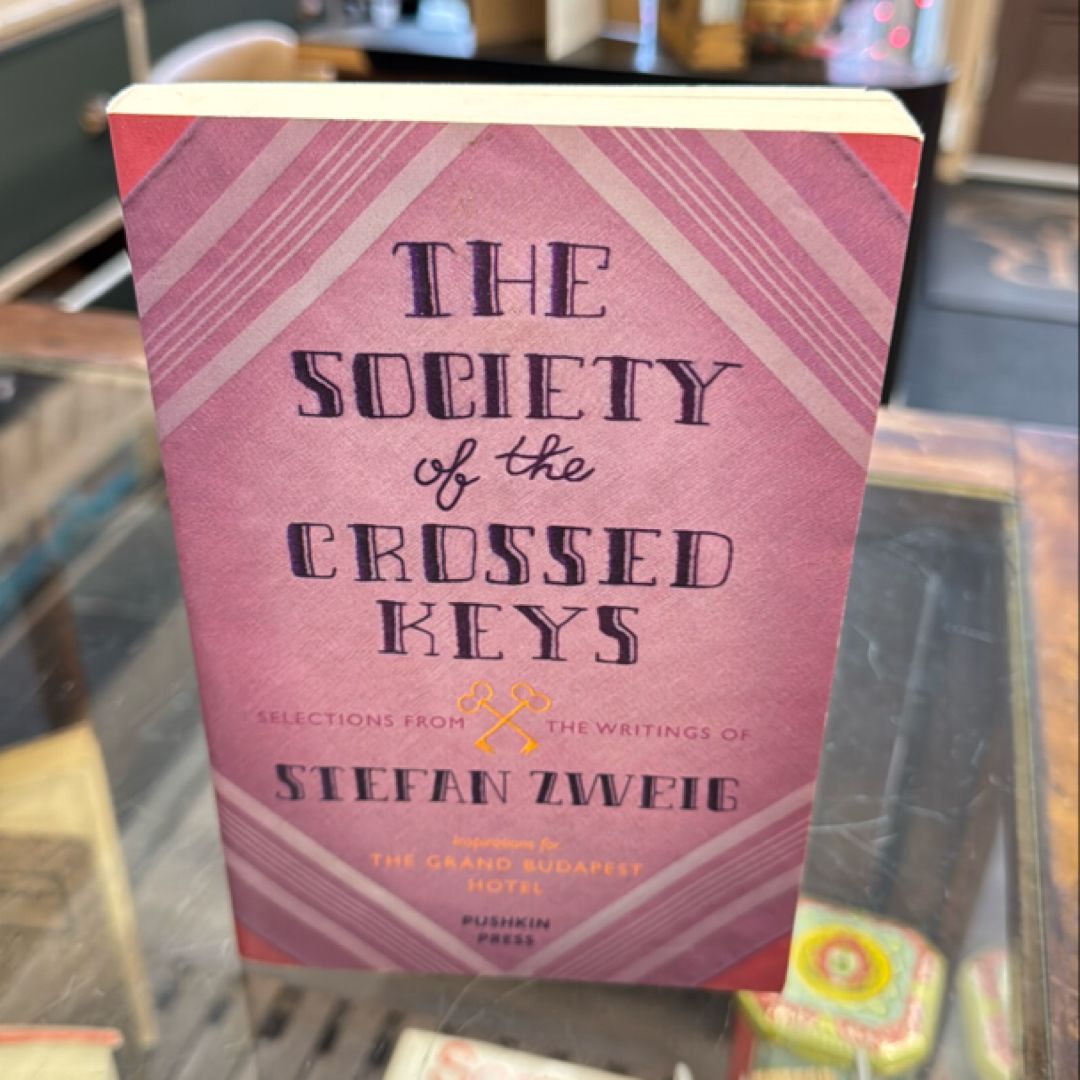 THE
SOCIETY
of the
CROSSED
KEYS
SELECTIONS FROM THE WRITINGS OF
STEFAN ZWEIG
inspirations for
THE GRAND BUDAPEST
HOTEL
PUSHKIN
PRESS